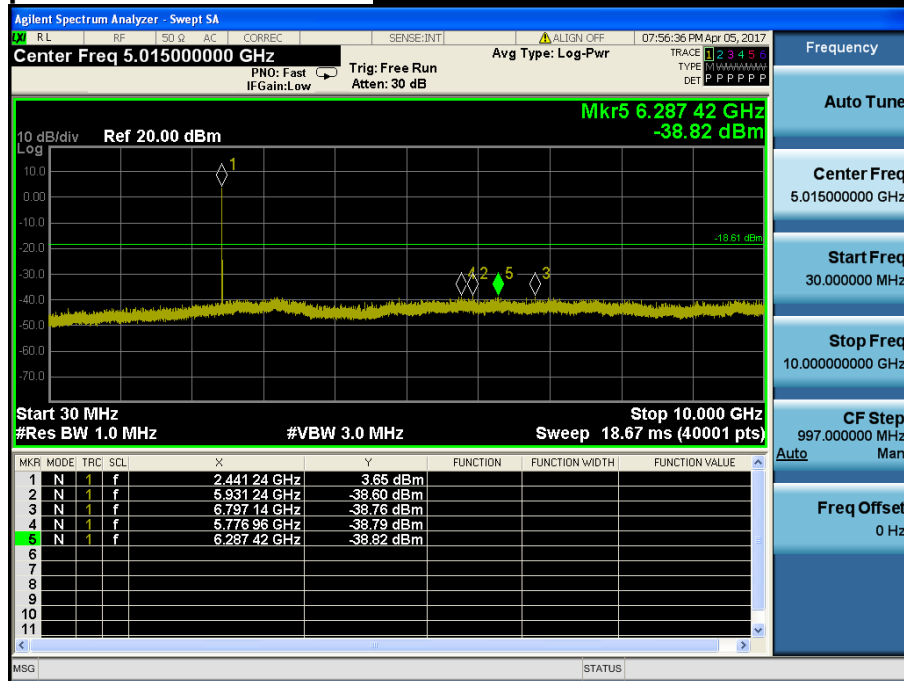 Agilent Spectrum Analyzer - Swept SA
LXI RL RF 50 Ω AC CORREC SENSE:INT ALIGN OFF 07:56:36 PM Apr 05, 2017
Center Freq 5.015000000 GHz
PNO: Fast
IFGain:Low
Trig: Free Run
Atten: 30 dB
Avg Type: Log-Pwr
TRACE 1 2 3 4 5 6
TYPE M WWWWW
DET P P P P P P
Mkr5 6.287 42 GHz
-38.82 dBm
10 dB/div Ref 20.00 dBm
Log
10.0
0.00
-10.0
-20.0
-30.0
-40.0
-50.0
-60.0
-70.0
1
-18.61 dBm
4 2 5 3
Start 30 MHz Stop 10.000 GHz
#Res BW 1.0 MHz #VBW 3.0 MHz Sweep 18.67 ms (40001 pts)
MKR MODE TRC SCL X Y FUNCTION FUNCTION WIDTH FUNCTION VALUE
1 N 1 f 2.441 24 GHz 3.65 dBm
2 N 1 f 5.931 24 GHz -38.60 dBm
3 N 1 f 6.797 14 GHz -38.76 dBm
4 N 1 f 5.776 96 GHz -38.79 dBm
5 N 1 f 6.287 42 GHz -38.82 dBm
6
7
8
9
10
11
MSG STATUS
Frequency
Auto Tune
Center Freq
5.015000000 GHz
Start Freq
30.000000 MHz
Stop Freq
10.000000000 GHz
CF Step
997.000000 MHz
Auto Man
Freq Offset
0 Hz